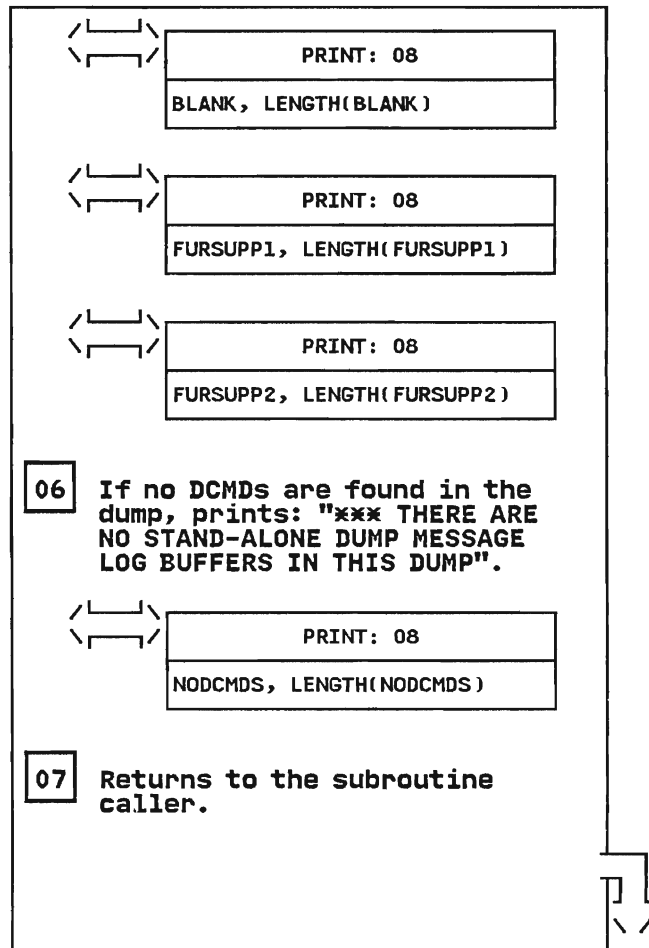 PRINT: 08
BLANK, LENGTH(BLANK)
PRINT: 08
FURSUPP1, LENGTH(FURSUPP1)
PRINT: 08
FURSUPP2, LENGTH(FURSUPP2)
06 If no DCMDs are found in the
dump, prints: "*** THERE ARE
NO STAND-ALONE DUMP MESSAGE
LOG BUFFERS IN THIS DUMP".
PRINT: 08
NODCMDS, LENGTH(NODCMDS)
07 Returns to the subroutine
caller.